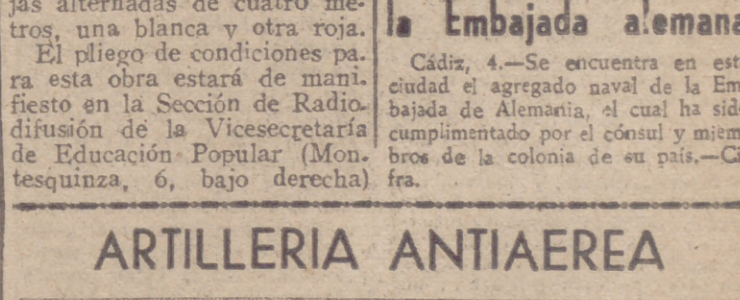 jas alternadas de cuatro me-
tros, una blanca y otra roja.
El pliego de condiciones pa-
ra esta obra estará de mani-
fiesto en la Sección de Radio-
difusión de la Vicesecretaría
de Educación Popular (Mon-
tesquinza, 6, bajo derecha)
la Embajada alemana
Cádiz, 4.—Se encuentra en est
ciudad el agregado naval de la Em
bajada de Alemania, el cual ha sid
cumplimentado por el cónsul y miem
bros de la colonia de su país.—Ci
fra.
ARTILLERIA ANTIAEREA